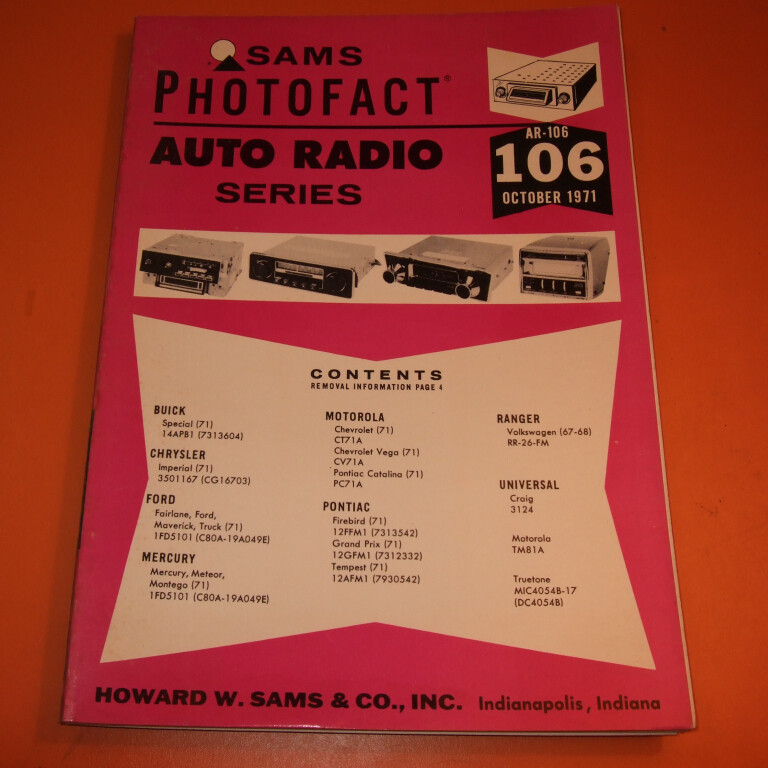 SAMS
PHOTOFACT®
AUTO RADIO
SERIES
AR-106
106
OCTOBER 1971
CONTENTS
REMOVAL INFORMATION PAGE 4
BUICK
Special (71)
14APB1 (7313604)
CHRYSLER
Imperial (71)
3501167 (CG16703)
FORD
Fairlane, Ford,
Maverick, Truck (71)
1FD5101 (C80A-19A049E)
MERCURY
Mercury, Meteor,
Montego (71)
1FD5101 (C80A-19A049E)
MOTOROLA
Chevrolet (71)
CT71A
Chevrolet Vega (71)
CV71A
Pontiac Catalina (71)
PC71A
PONTIAC
Firebird (71)
12FFM1 (7313542)
Grand Prix (71)
12GFM1 (7312332)
Tempest (71)
12AFM1 (7930542)
RANGER
Volkswagen (67-68)
RR-26-FM
UNIVERSAL
Craig
3124
Motorola
TM81A
Truetone
MIC4054B-17
(DC4054B)
HOWARD W. SAMS & CO., INC. Indianapolis, Indiana